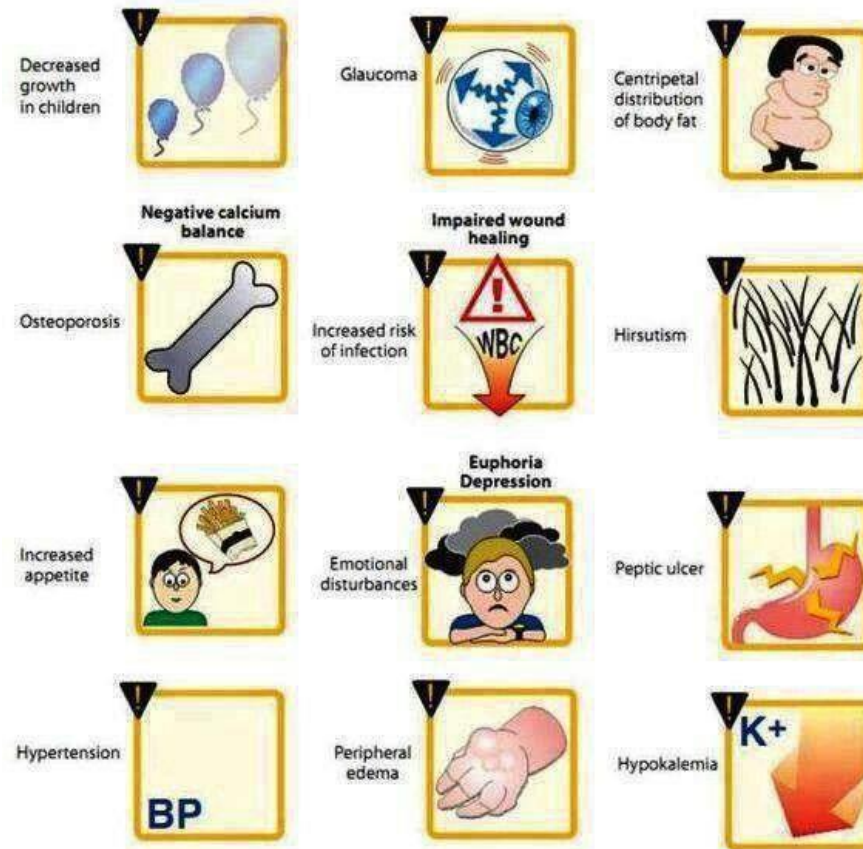 Decreased
growth
in children
!
Glaucoma
!
Centripetal
distribution
of body fat
!
Negative calcium
balance
Osteoporosis
!
Impaired wound
healing
Increased risk
of infection
!
!
WBC
Hirsutism
!
Increased
appetite
!
Euphoria
Depression
Emotional
disturbances
!
Peptic ulcer
!
Hypertension
!
BP
Peripheral
edema
!
Hypokalemia
!
K+